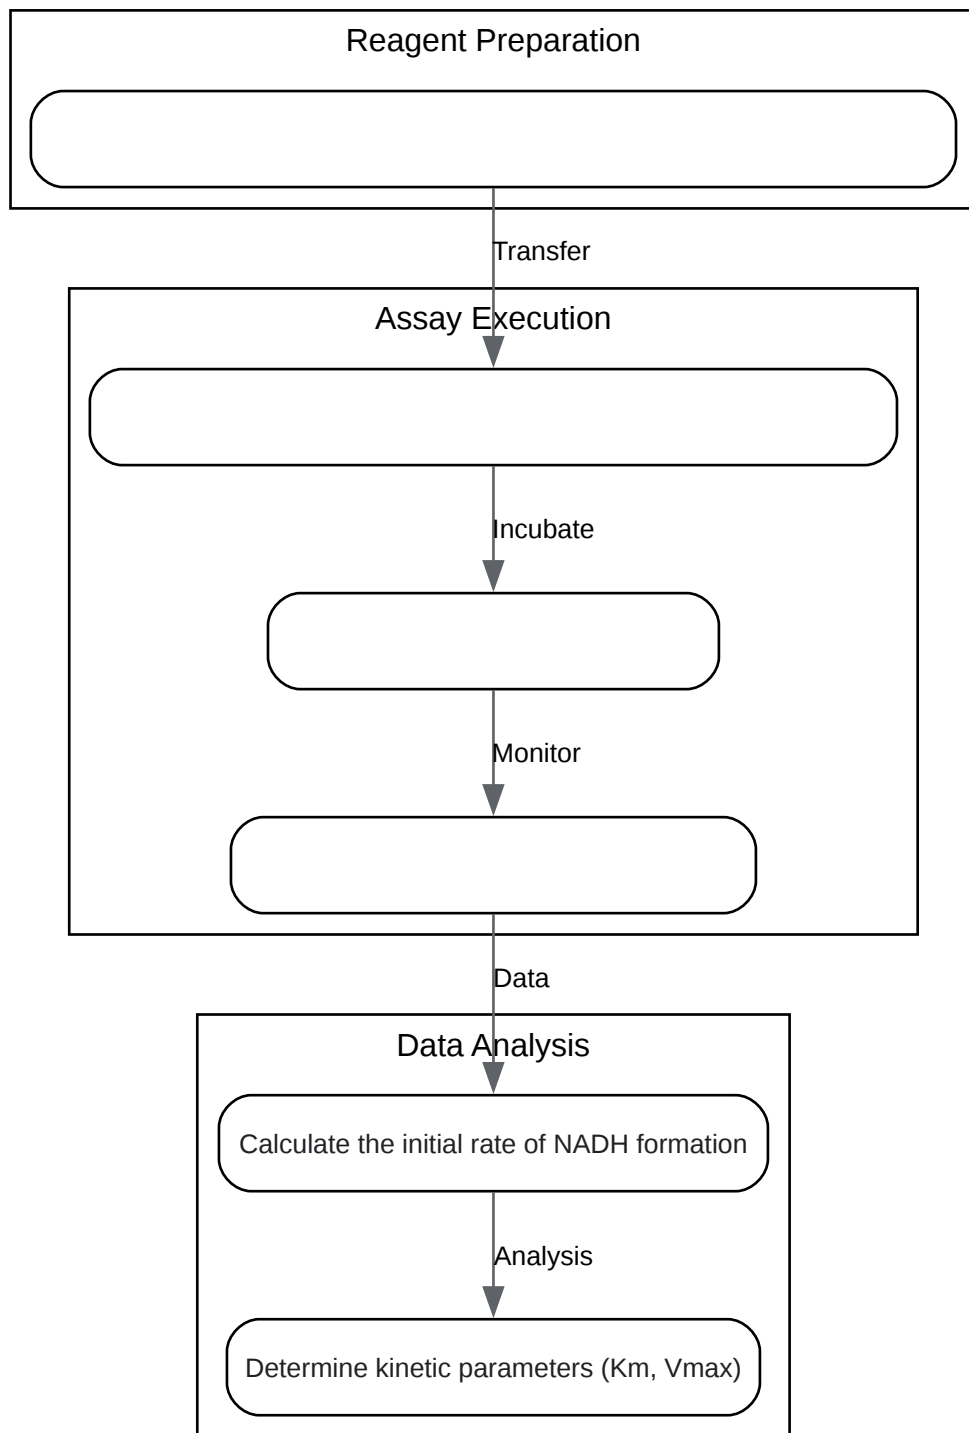 Reagent Preparation
Transfer
Assay Execution
Incubate
Monitor
Data
Data Analysis
Calculate the initial rate of NADH formation
Analysis
Determine kinetic parameters (Km, Vmax)